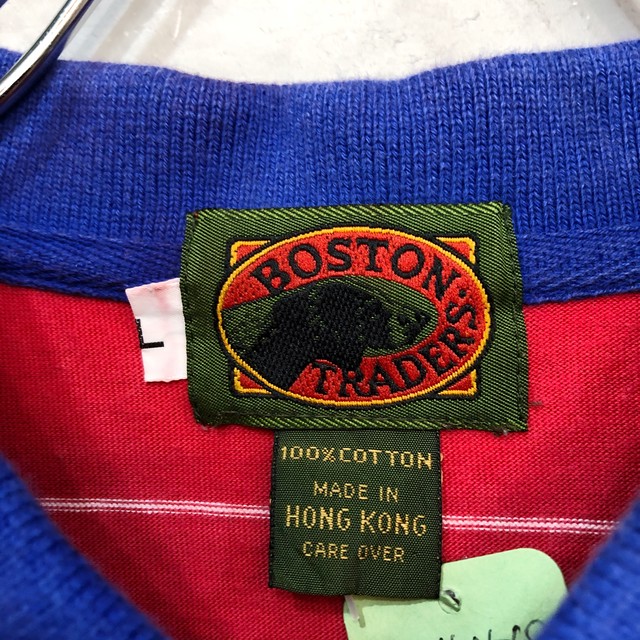 BOSTON
TRADERS
L
100% COTTON
MADE IN
HONG KONG
CARE OVER